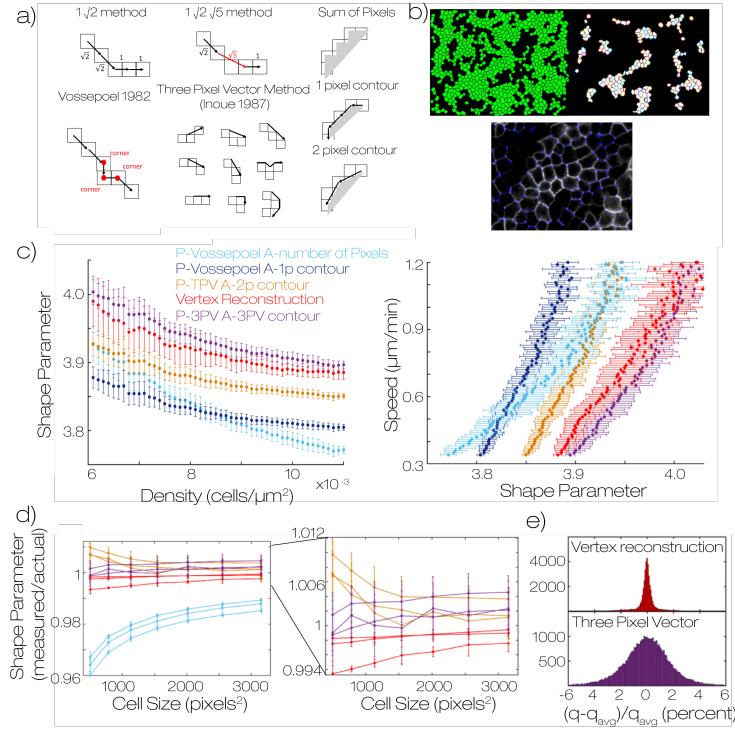 a)
1√2 method
1√2 √5 method
Sum of Pixels
√2
√2
1
1
√2
√5
1
Vossepoel 1982
Three Pixel Vector Method
(Inoue 1987)
1 pixel contour
corner
corner
corner
2 pixel contour
b)
c)
P-Vossepoel A-number of Pixels
P-Vossepoel A-1p contour
P-TPV A-2p contour
Vertex Reconstruction
P-3PV A-3PV contour
Shape Parameter
4.0
3.9
3.8
6
8
10
×10⁻³
Density (cells/μm²)
Speed (μm/min)
1.2
0.9
0.6
0.3
3.8
3.9
4.0
Shape Parameter
d)
Shape Parameter
(measured/actual)
1
0.98
0.96
1000
2000
3000
Cell Size (pixels²)
1.012
1.006
1
0.994
1000
2000
3000
Cell Size (pixels²)
e)
Vertex reconstruction
4000
2000
Three Pixel Vector
1000
500
-6
-4
-2
0
2
4
6
(q-qavg)/qavg (percent)